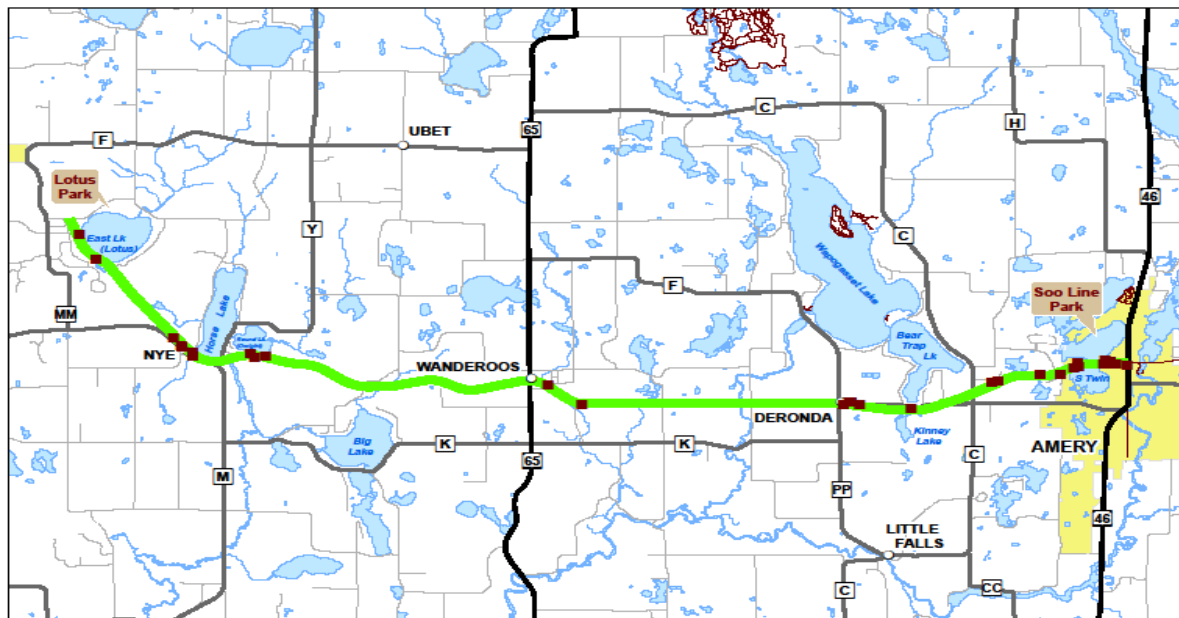 65
C
UBET
H
F
Lotus
Park
46
Y
C
East Lk
(Lotus)
Wapogasset Lake
F
Soo Line
Park
MM
Horse Lake
Bear
Trap
Lk
NYE
WANDEROOS
S Twin
DERONDA
Kinney
Lake
Big
Lake
K
K
AMERY
C
65
M
PP
46
LITTLE
FALLS
C
CC